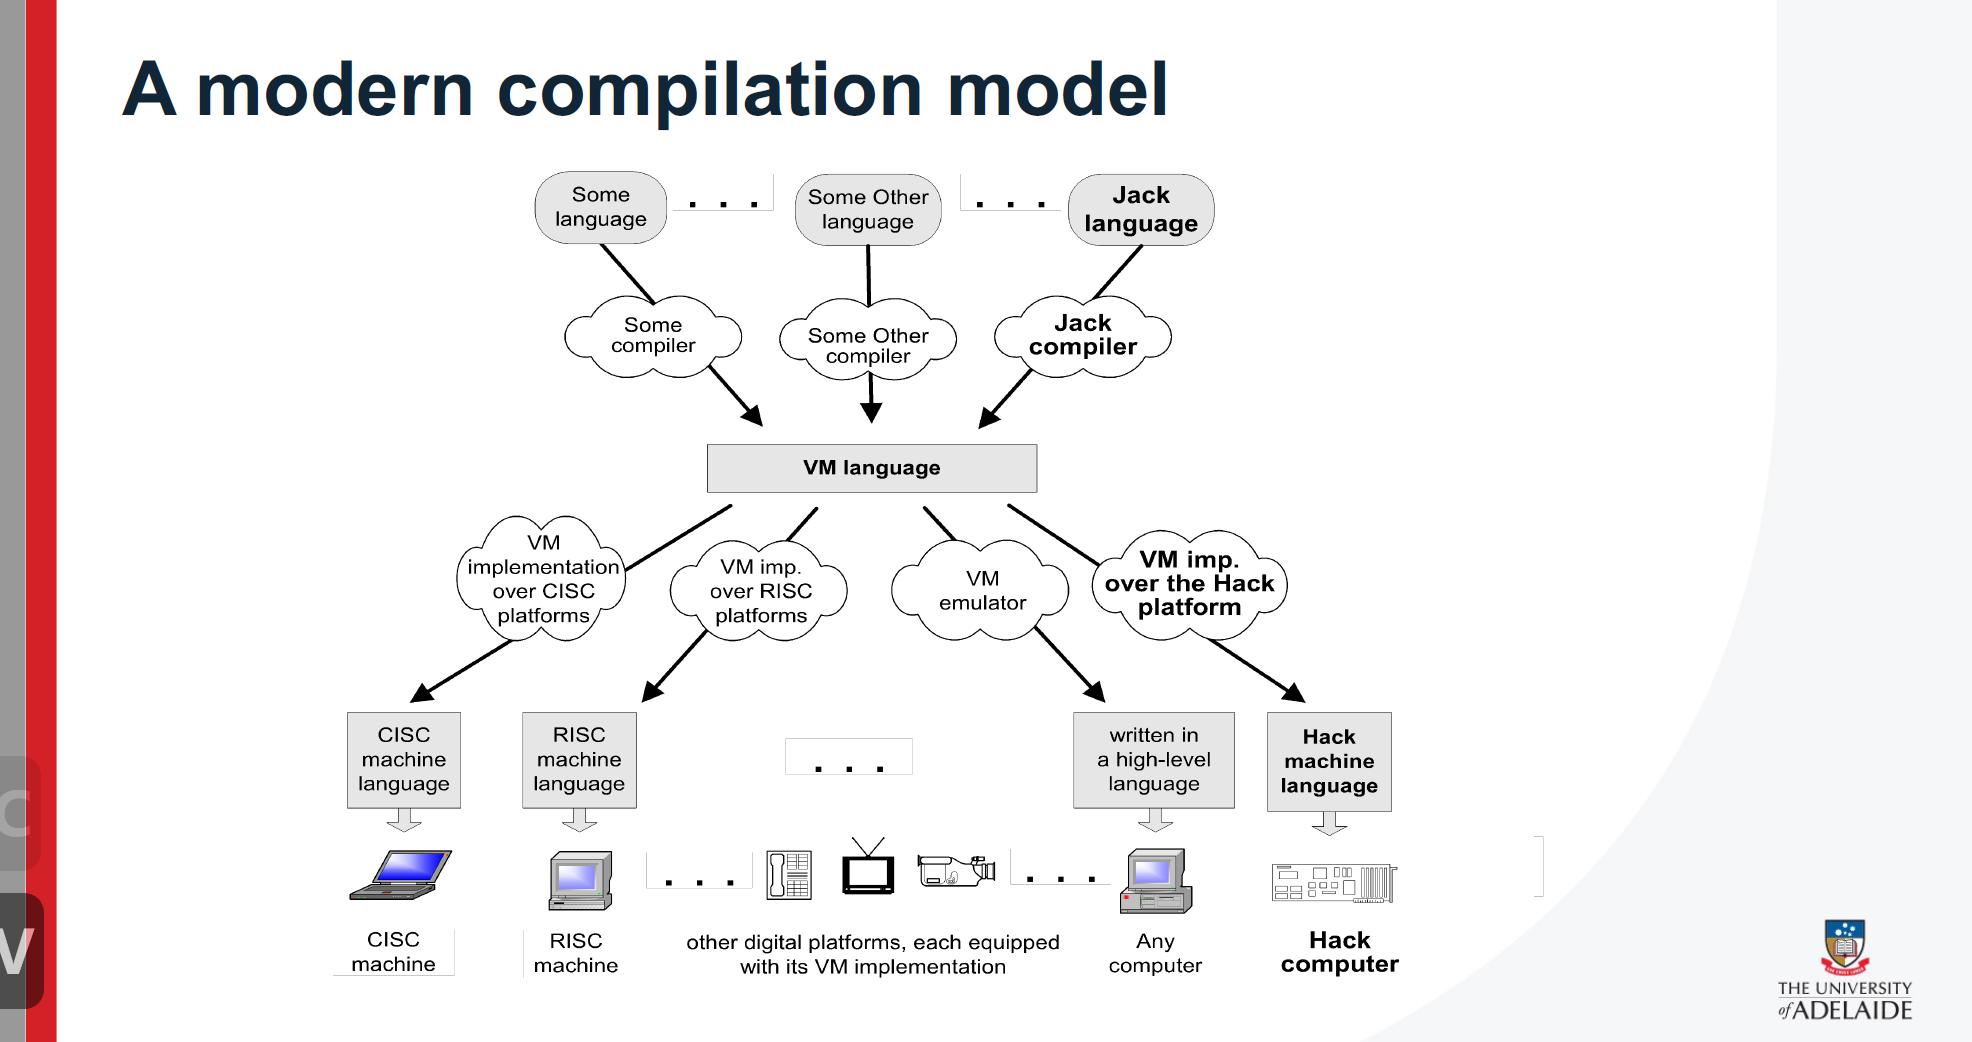 A modern compilation model
Some
language
. . .
Some Other
language
. . .
Jack
language
Some
compiler
Some Other
compiler
Jack
compiler
VM language
VM
implementation
over CISC
platforms
VM imp.
over RISC
platforms
VM
emulator
VM imp.
over the Hack
platform
CISC
machine
language
RISC
machine
language
. . .
written in
a high-level
language
Hack
machine
language
. . .
. . .
CISC
machine
RISC
machine
other digital platforms, each equipped
with its VM implementation
Any
computer
Hack
computer
C
V
THE UNIVERSITY
of ADELAIDE